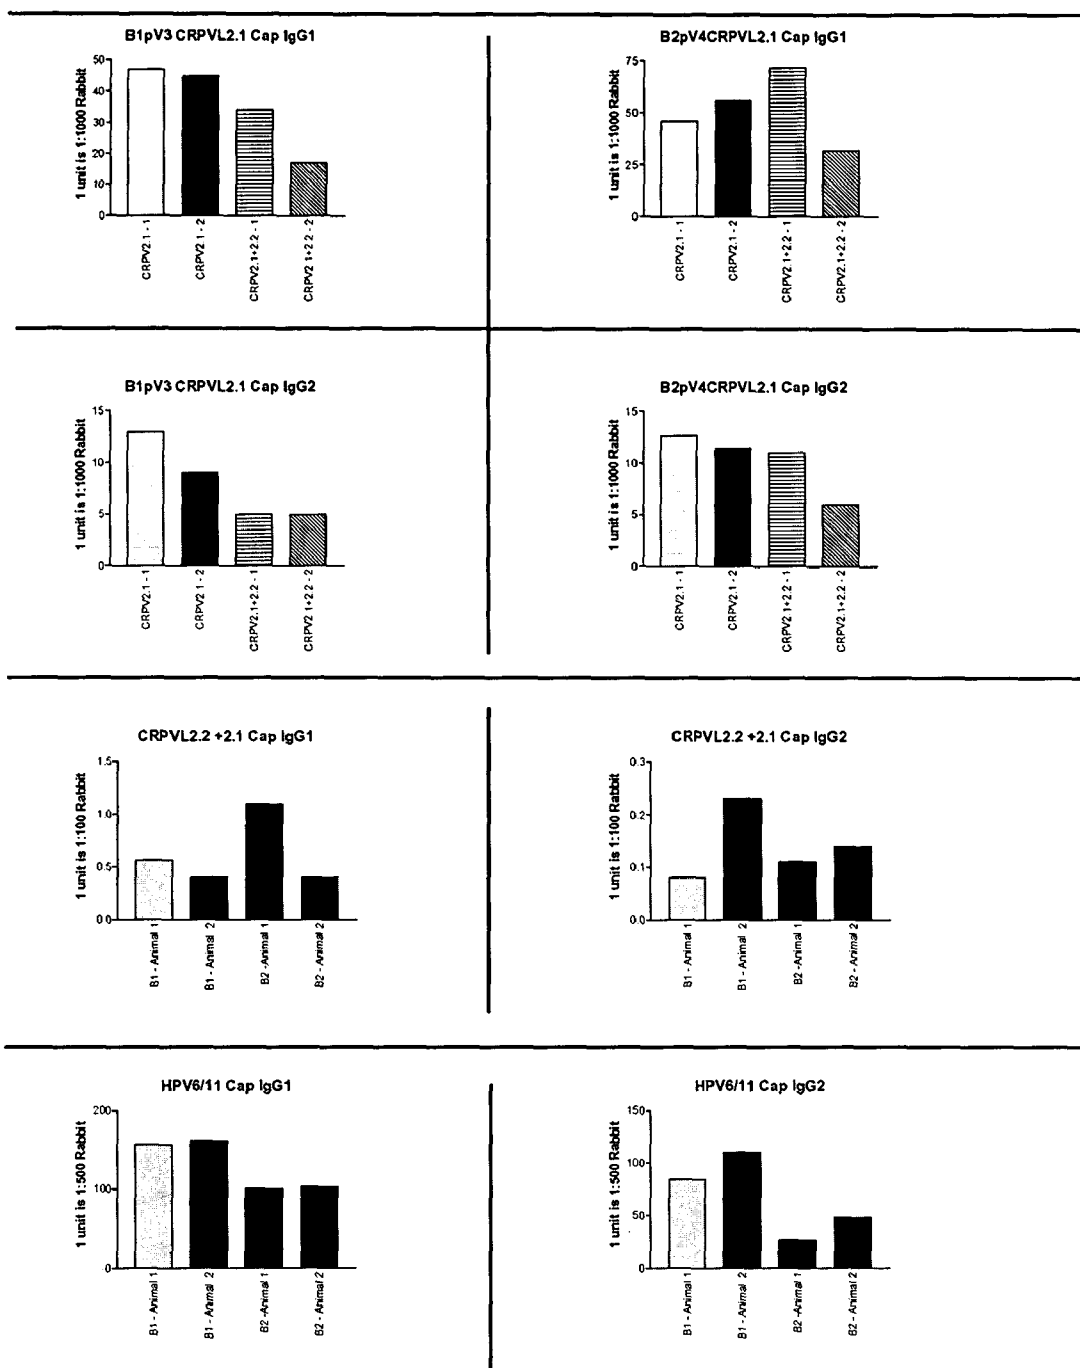 B1pV3 CRPVL2.1 Cap IgG1
1 unit is 1:1000 Rabbit
50
40
30
20
10
0
CRPV2.1 - 1
CRPV2.1 - 2
CRPV2.1+2.2 - 1
CRPV2.1+2.2 - 2
B2pV4CRPVL2.1 Cap IgG1
1 unit is 1:1000 Rabbit
75
50
25
0
CRPV2.1 - 1
CRPV2.1 - 2
CRPV2.1+2.2 - 1
CRPV2.1+2.2 - 2
B1pV3 CRPVL2.1 Cap IgG2
1 unit is 1:1000 Rabbit
15
10
5
0
CRPV2.1 - 1
CRPV2.1 - 2
CRPV2.1+2.2 - 1
CRPV2.1+2.2 - 2
B2pV4CRPVL2.1 Cap IgG2
1 unit is 1:1000 Rabbit
15
10
5
0
CRPV2.1 - 1
CRPV2.1 - 2
CRPV2.1+2.2 - 1
CRPV2.1+2.2 - 2
CRPVL2.2 +2.1 Cap IgG1
1 unit is 1:100 Rabbit
1.5
1.0
0.5
0.0
B1 - Animal 1
B1 - Animal 2
B2 -Animal 1
B2 - Animal 2
CRPVL2.2 +2.1 Cap IgG2
1 unit is 1:100 Rabbit
0.3
0.2
0.1
0.0
B1 - Animal 1
B1 - Animal 2
B2 -Animal 1
B2 - Animal 2
HPV6/11 Cap IgG1
1 unit is 1:500 Rabbit
200
100
0
B1 - Animal 1
B1 - Animal 2
B2 -Animal 1
B2 - Animal 2
HPV6/11 Cap IgG2
1 unit is 1:500 Rabbit
150
100
50
0
B1 - Animal 1
B1 - Animal 2
B2 -Animal 1
B2 - Animal 2